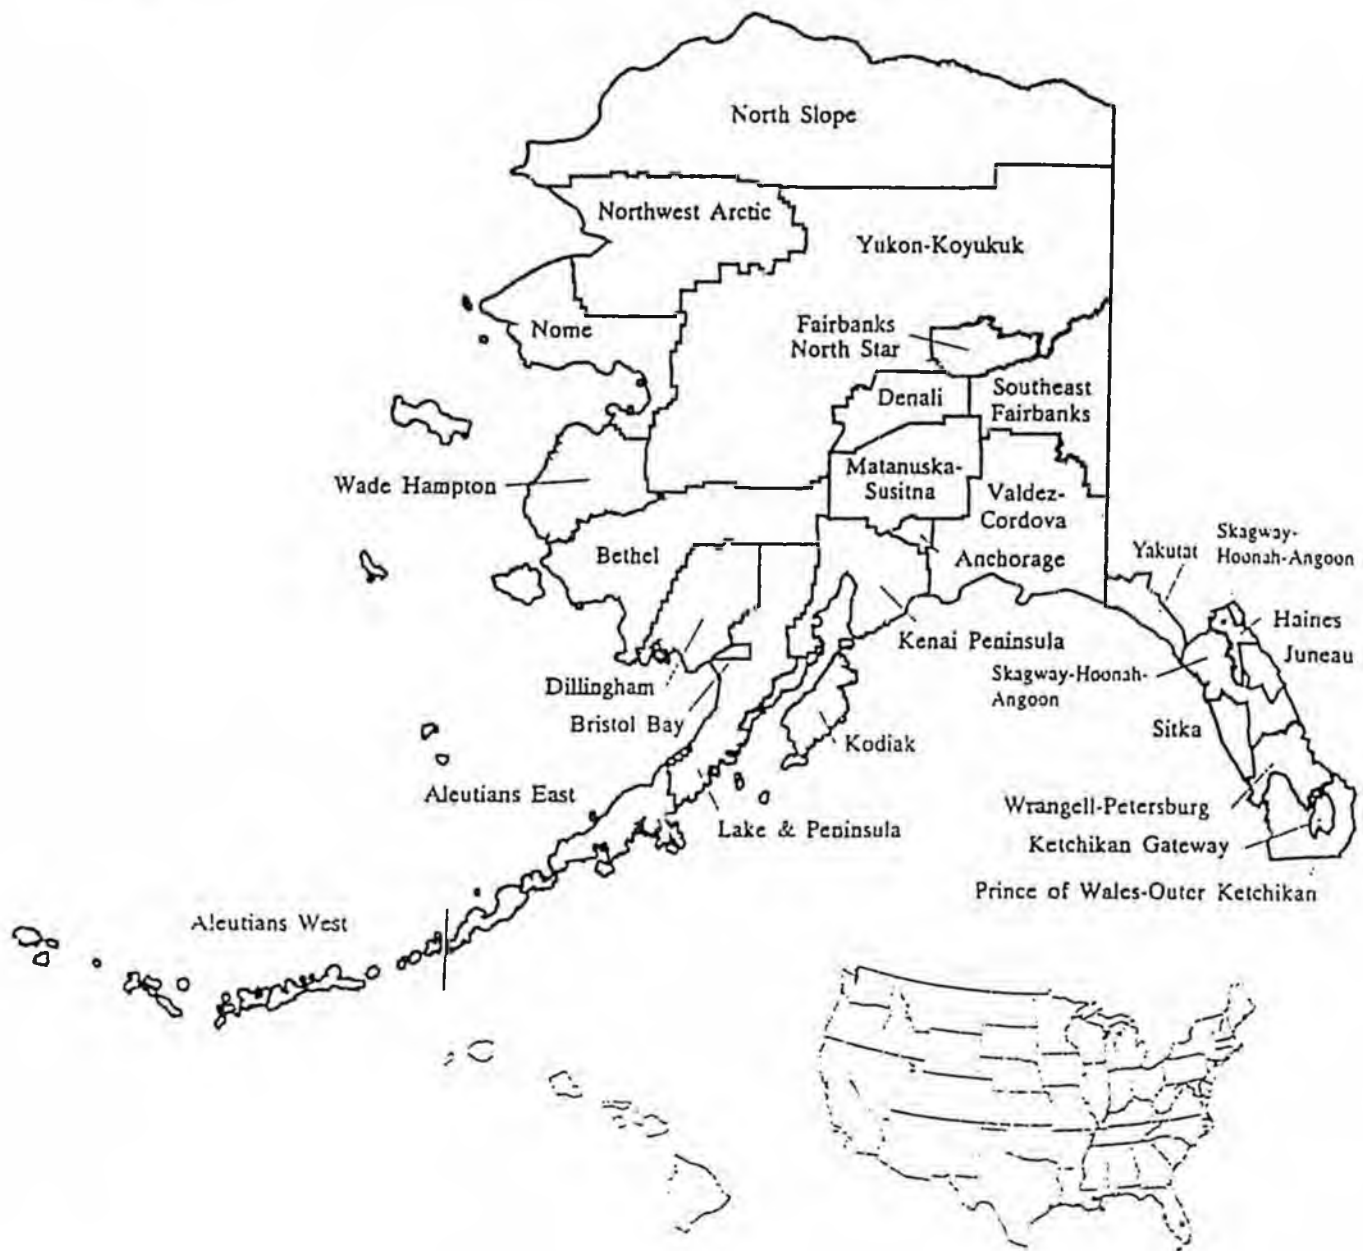 North Slope
Northwest Arctic
Yukon-Koyukuk
Nome
Fairbanks
North Star
Denali
Southeast
Fairbanks
Wade Hampton
Matanuska-
Susitna
Valdez-
Cordova
Bethel
Anchorage
Yakutat
Skagway-
Hoonah-Angoon
Haines
Juneau
Kenai Peninsula
Skagway-Hoonah-
Angoon
Dillingham
Bristol Bay
Kodiak
Sitka
Aleutians East
Lake & Peninsula
Wrangell-Petersburg
Ketchikan Gateway
Prince of Wales-Outer Ketchikan
Aleutians West